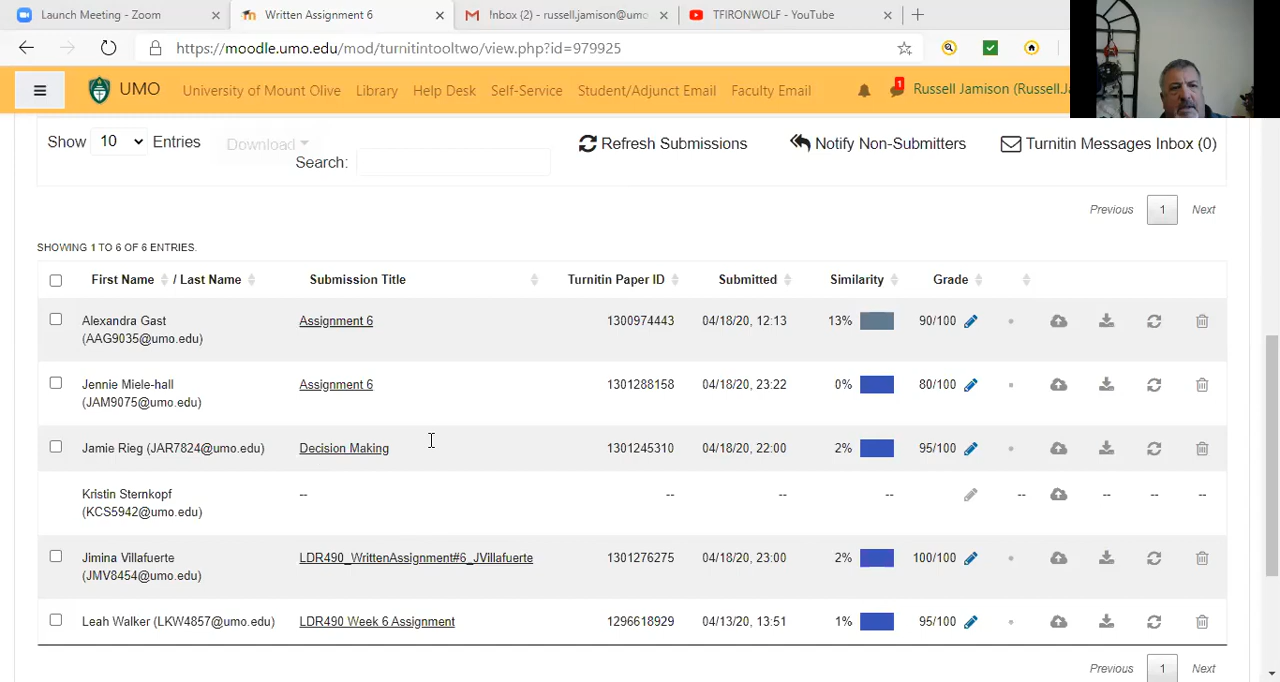 Launch Meeting - Zoom
Written Assignment 6
Inbox (2) - russell.jamison@umo
TFIRONWOLF - YouTube
https://moodle.umo.edu/mod/turnitintooltwo/view.php?id=979925
UMO University of Mount Olive Library Help Desk Self-Service Student/Adjunct Email Faculty Email 1 Russell Jamison (Russell.Ja
Show 10 Entries Download Refresh Submissions Notify Non-Submitters Turnitin Messages Inbox (0)
Search:
Previous 1 Next
SHOWING 1 TO 6 OF 6 ENTRIES.
First Name / Last Name Submission Title Turnitin Paper ID Submitted Similarity Grade
Alexandra Gast Assignment 6 1300974443 04/18/20, 12:13 13% 90/100
(AAG9035@umo.edu)
Jennie Miele-hall Assignment 6 1301288158 04/18/20, 23:22 0% 80/100
(JAM9075@umo.edu)
Jamie Rieg (JAR7824@umo.edu) Decision Making 1301245310 04/18/20, 22:00 2% 95/100
Kristin Sternkopf -- -- -- -- -- -- -- -- --
(KCS5942@umo.edu)
Jimina Villafuerte LDR490_WrittenAssignment#6_JVillafuerte 1301276275 04/18/20, 23:00 2% 100/100
(JMV8454@umo.edu)
Leah Walker (LKW4857@umo.edu) LDR490 Week 6 Assignment 1296618929 04/13/20, 13:51 1% 95/100
Previous 1 Next